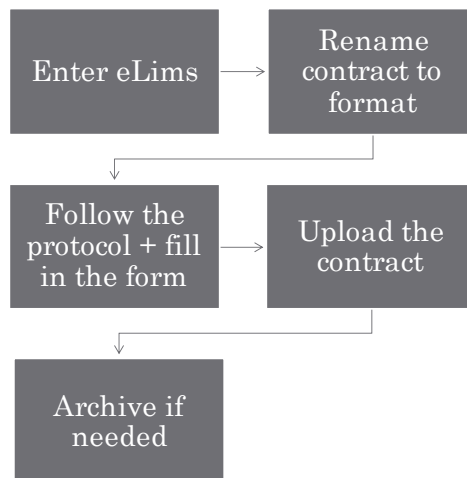 Enter eLims
Rename
contract to
format
Follow the
protocol + fill
in the form
Upload the
contract
Archive if
needed